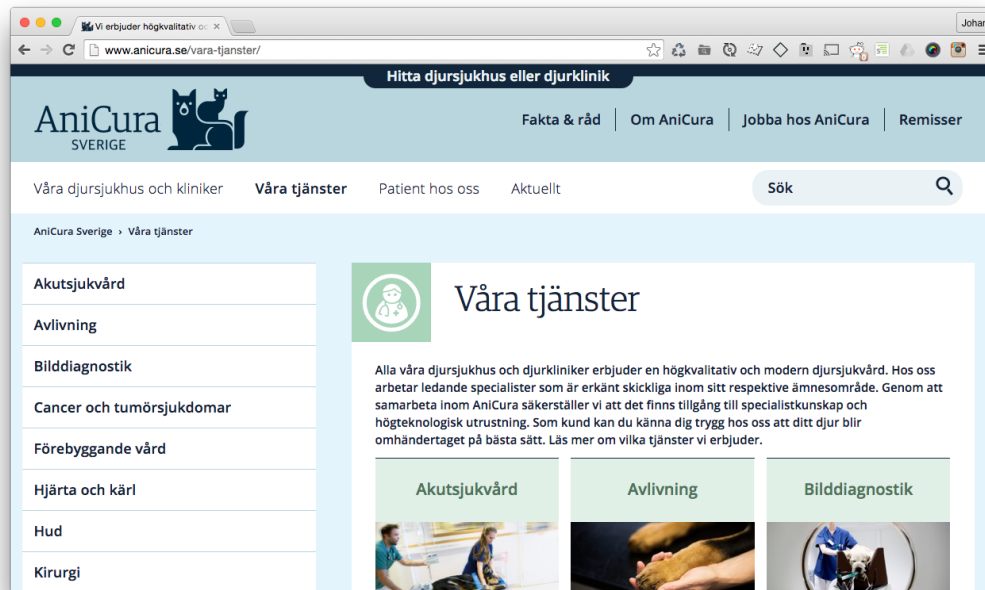 Vi erbjuder högkvalitativ oc
Johan
www.anicura.se/vara-tjanster/
Hitta djursjukhus eller djurklinik
AniCura
SVERIGE
Fakta & råd
Om AniCura
Jobba hos AniCura
Remisser
Våra djursjukhus och kliniker
Våra tjänster
Patient hos oss
Aktuellt
Sök
AniCura Sverige › Våra tjänster
Akutsjukvård
Avlivning
Bilddiagnostik
Cancer och tumörsjukdomar
Förebyggande vård
Hjärta och kärl
Hud
Kirurgi
Våra tjänster
Alla våra djursjukhus och djurkliniker erbjuder en högkvalitativ och modern djursjukvård. Hos oss
arbetar ledande specialister som är erkänt skickliga inom sitt respektive ämnesområde. Genom att
samarbeta inom AniCura säkerställer vi att det finns tillgång till specialistkunskap och
högteknologisk utrustning. Som kund kan du känna dig trygg hos oss att ditt djur blir
omhändertaget på bästa sätt. Läs mer om vilka tjänster vi erbjuder.
Akutsjukvård
Avlivning
Bilddiagnostik